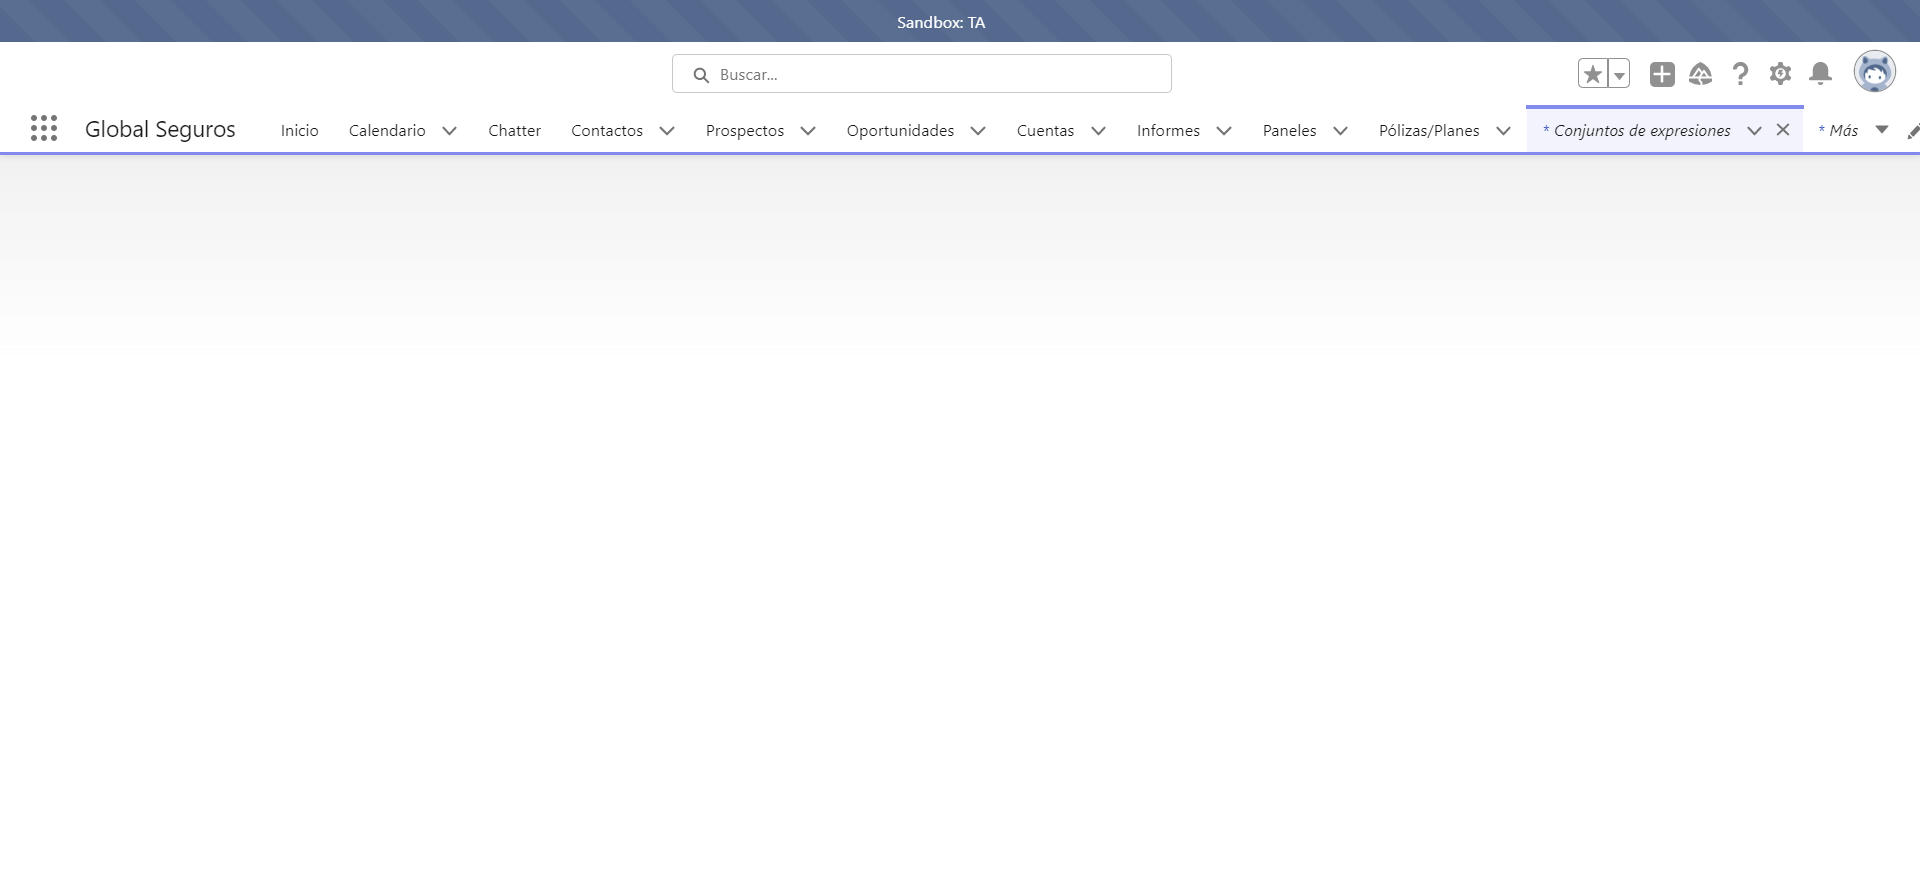 Sandbox: TA
Buscar...
Global Seguros
Inicio
Calendario
Chatter
Contactos
Prospectos
Oportunidades
Cuentas
Informes
Paneles
Pólizas/Planes
* Conjuntos de expresiones
* Más